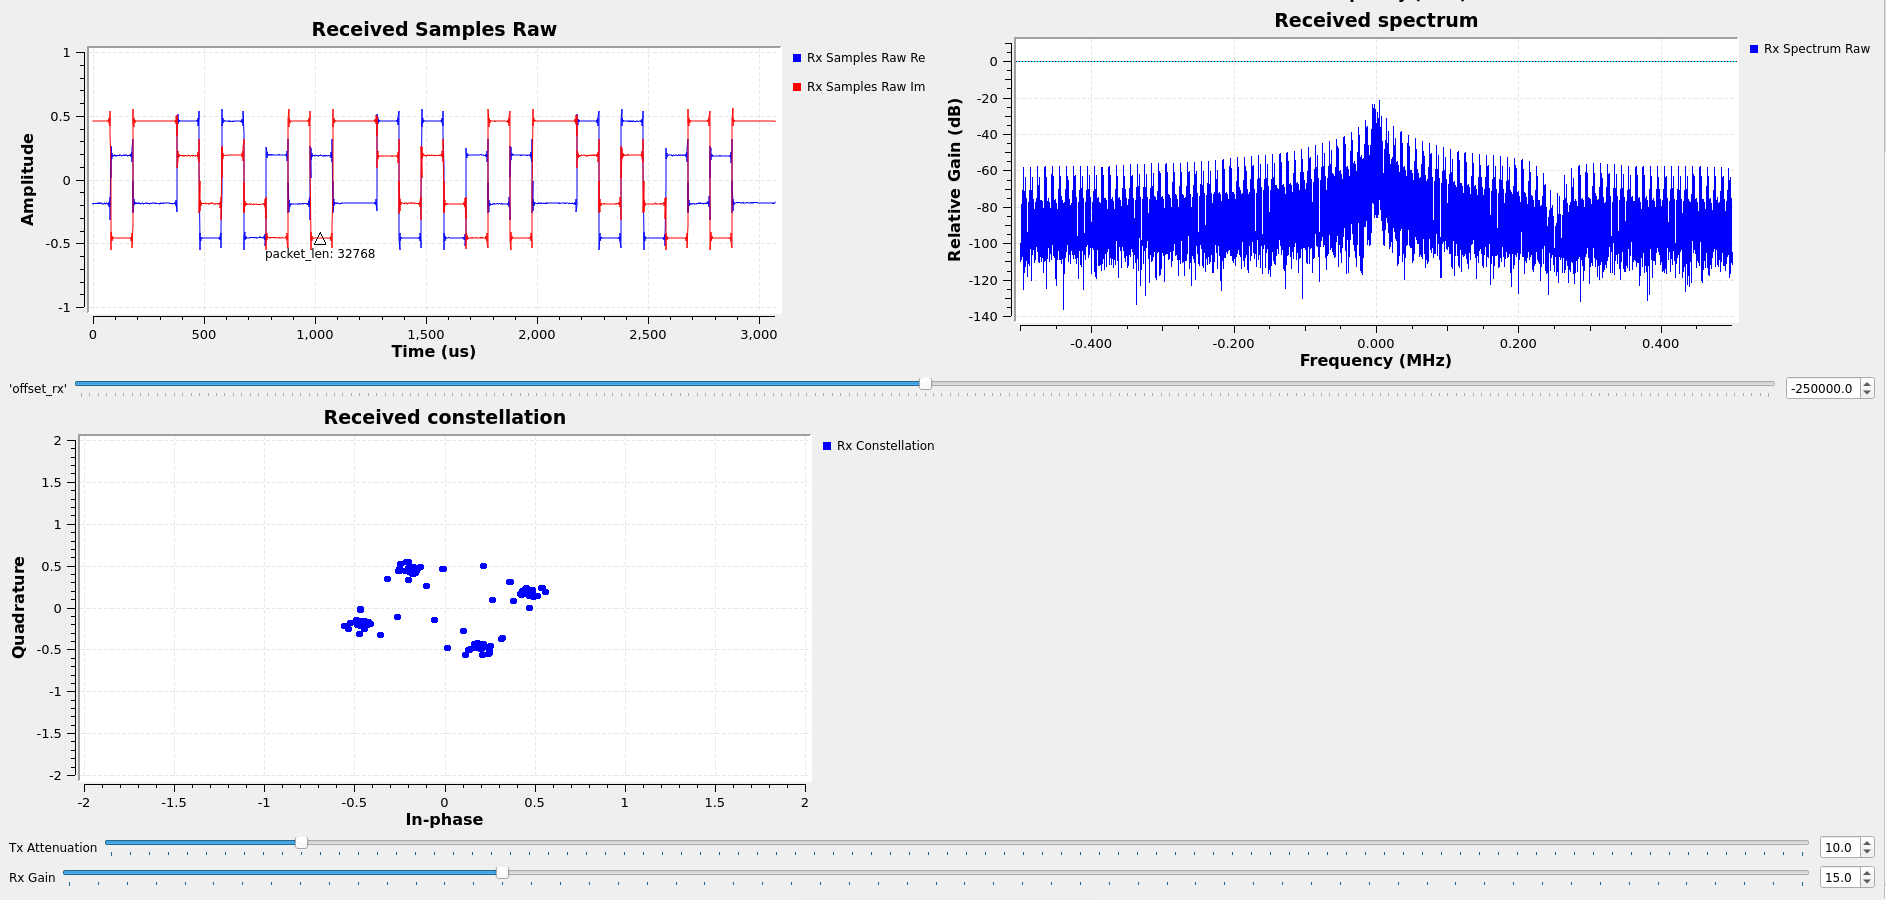 Received Samples Raw
1
0.5
0
-0.5
-1
Amplitude
packet_len: 32768
0 500 1,000 1,500 2,000 2,500 3,000
Time (us)
Rx Samples Raw Re
Rx Samples Raw Im
Received spectrum
0
-20
-40
-60
-80
-100
-120
-140
Relative Gain (dB)
-0.400 -0.200 0.000 0.200 0.400
Frequency (MHz)
Rx Spectrum Raw
'offset_rx' -250000.0
Received constellation
2
1.5
1
0.5
0
-0.5
-1
-1.5
-2
Quadrature
-2 -1.5 -1 -0.5 0 0.5 1 1.5 2
In-phase
Rx Constellation
Tx Attenuation 10.0
Rx Gain 15.0